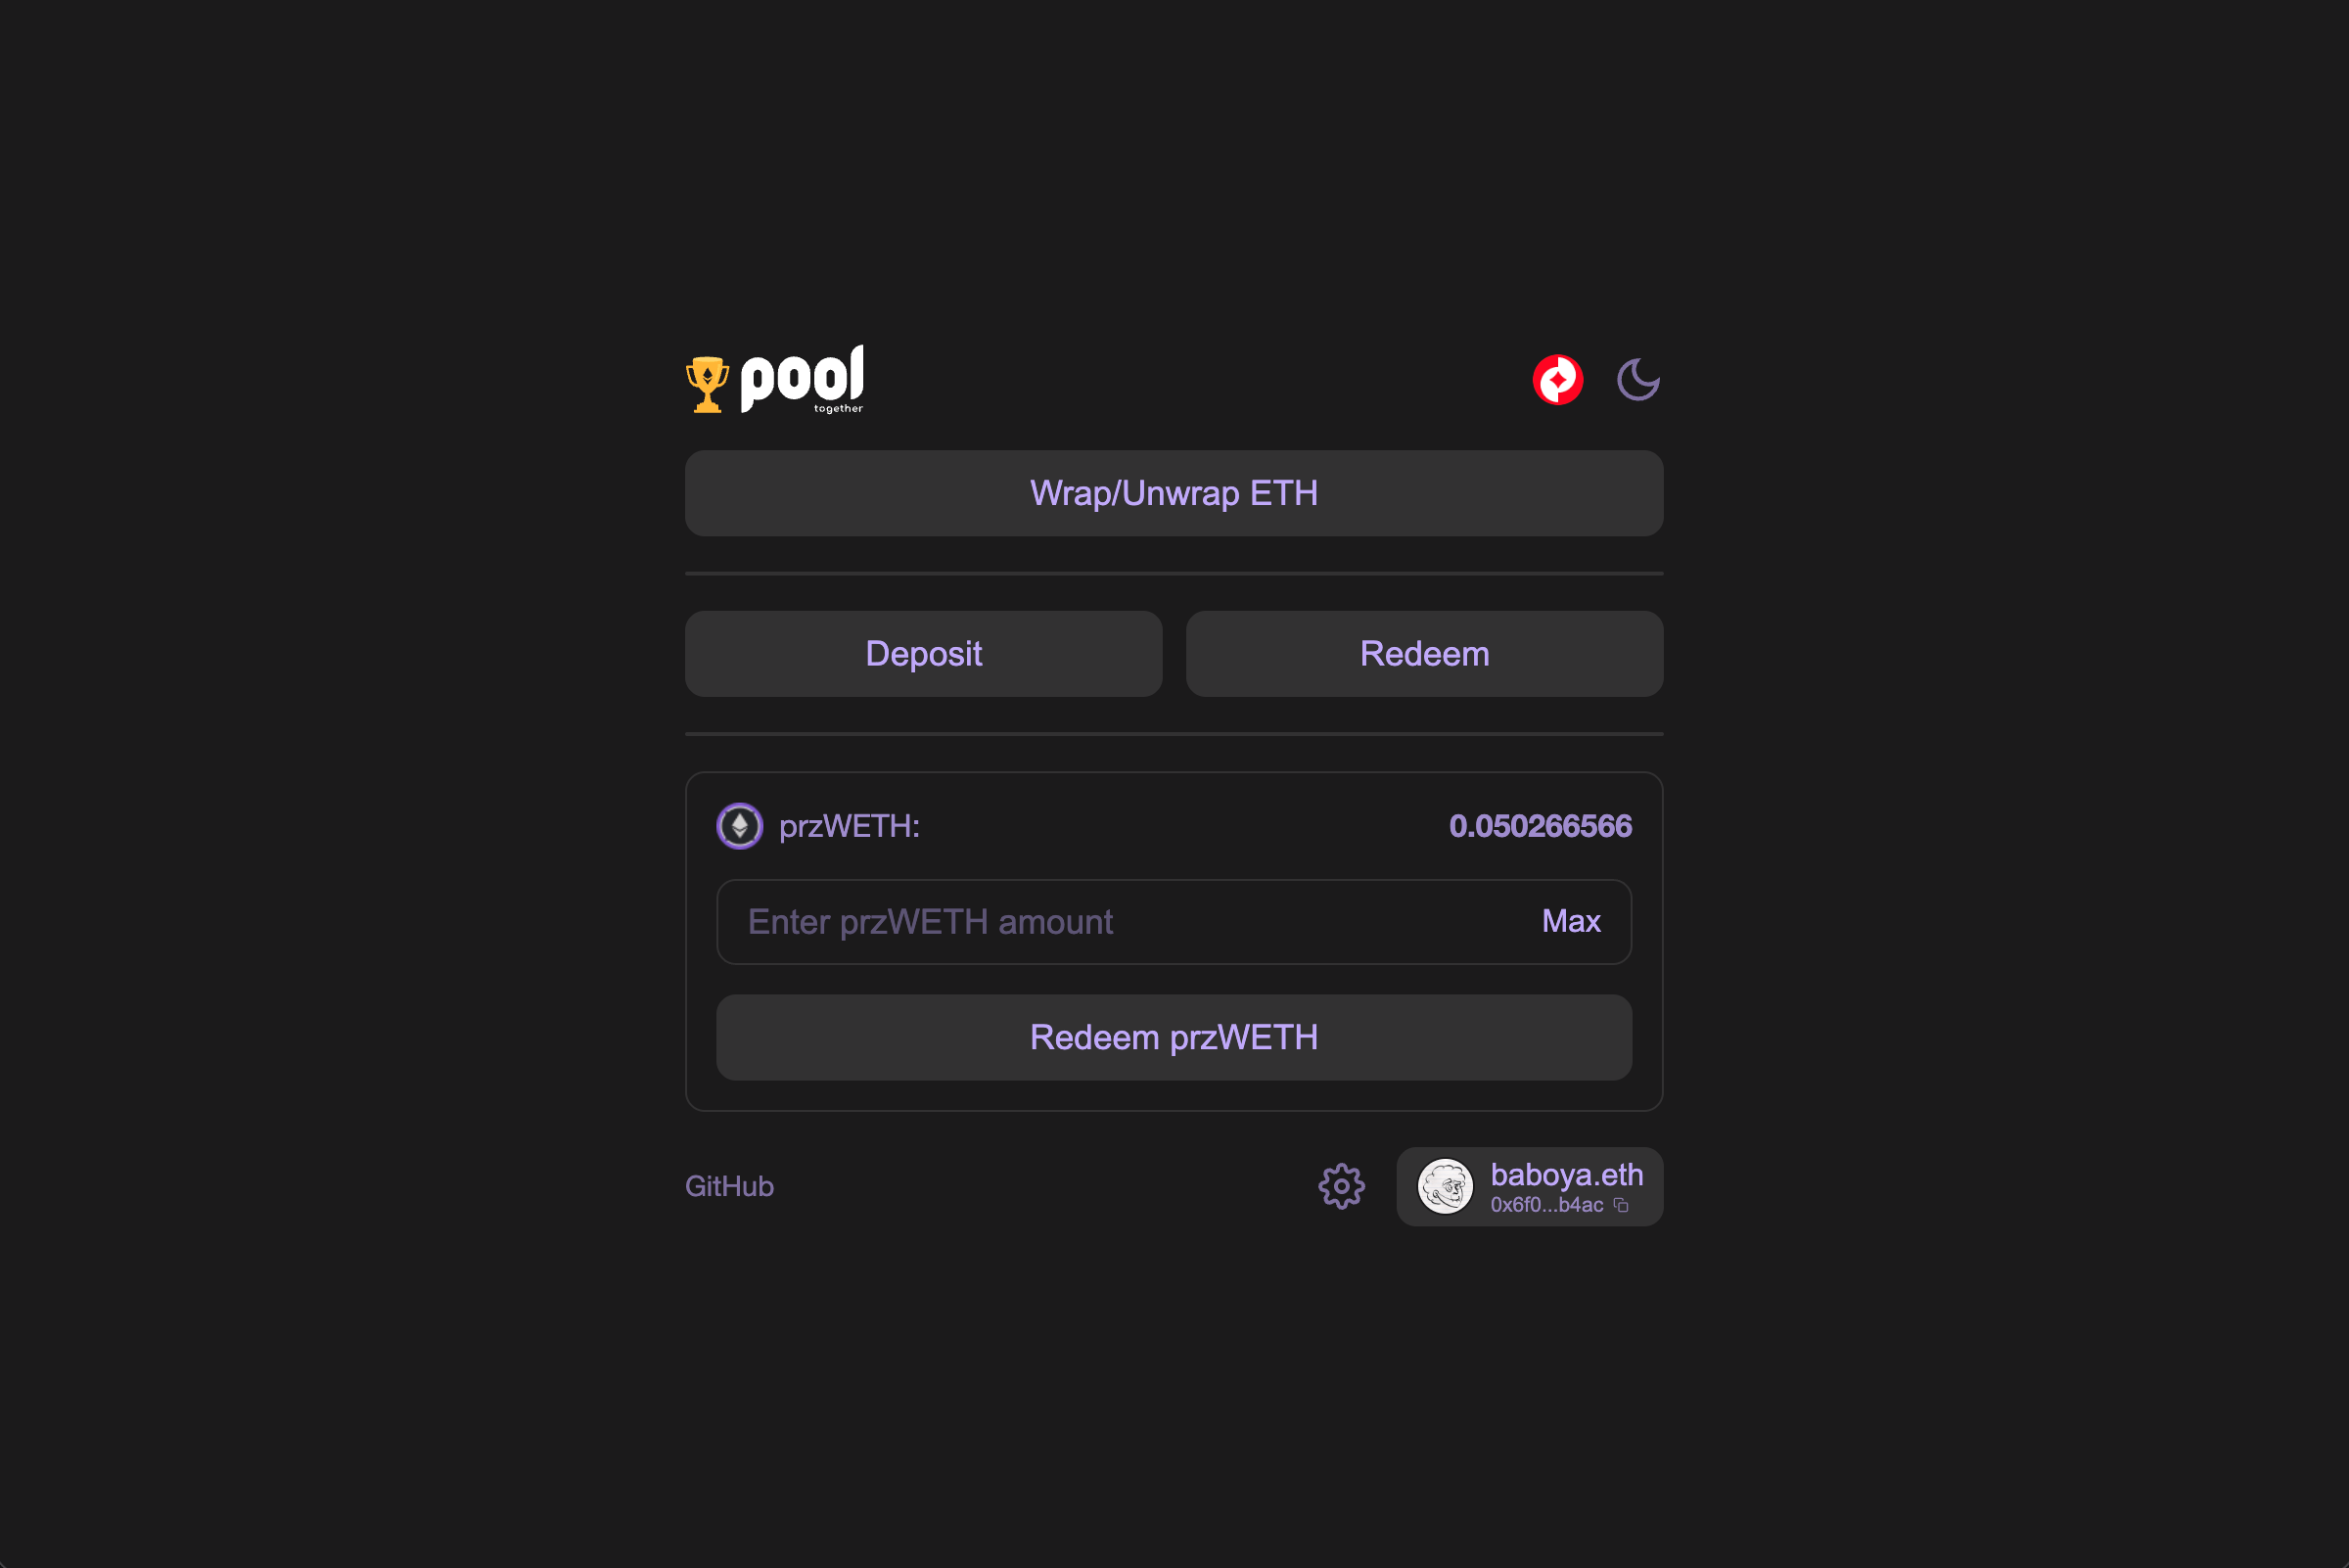 pool
together
Wrap/Unwrap ETH
Deposit
Redeem
przWETH:
0.050266566
Enter przWETH amount
Max
Redeem przWETH
GitHub
baboya.eth
0x6f0...b4ac